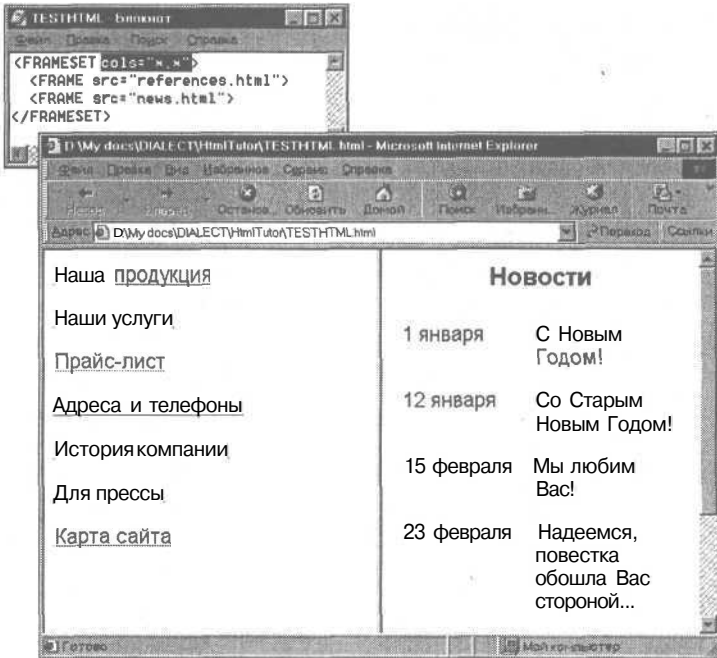 TESTHTML - Блокнот
Файл Правка Поиск Справка
<FRAMESET cols="*,*">
<FRAME src="references.html">
<FRAME src="news.html">
</FRAMESET>
D:\My docs\DIALECT\HtmlTutor\TESTHTML.html - Microsoft Internet Explorer
Файл Правка Вид Избранное Сервис Справка
Назад Останов. Обновить Домой Поиск Избранн. Журнал Почта
Адрес D:\My docs\DIALECT\HtmlTutor\TESTHTML.html Переход Ссылки
Наша продукция
Наши услуги
Прайс-лист
Адреса и телефоны
История компании
Для прессы
Карта сайта
Новости
1 января С Новым
Годом!
12 января Со Старым
Новым Годом!
15 февраля Мы любим
Вас!
23 февраля Надеемся,
повестка
обошла Вас
стороной...
Готово Мой компьютер